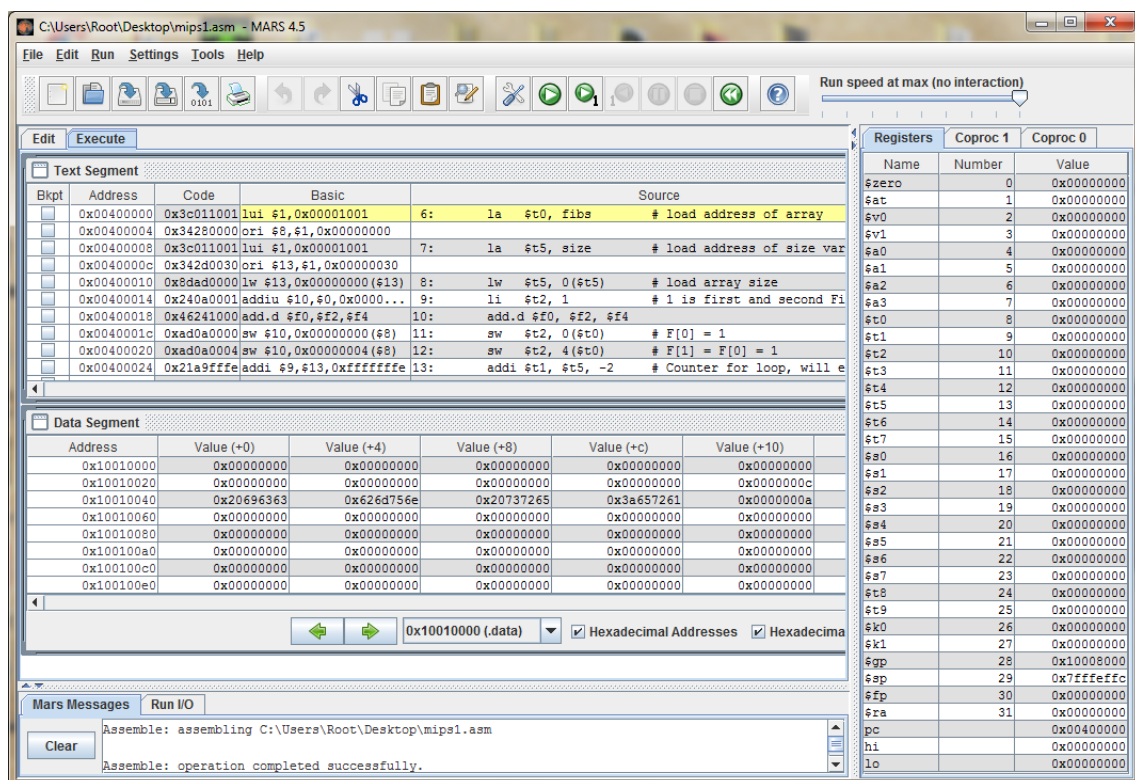 C:\Users\Root\Desktop\mips1.asm - MARS 4.5
File Edit Run Settings Tools Help
Run speed at max (no interaction)
Edit Execute
Text Segment
Bkpt Address Code Basic Source
0x00400000 0x3c011001 lui $1,0x00001001 6: la $t0, fibs # load address of array
0x00400004 0x34280000 ori $8,$1,0x00000000
0x00400008 0x3c011001 lui $1,0x00001001 7: la $t5, size # load address of size var
0x0040000c 0x342d0030 ori $13,$1,0x00000030
0x00400010 0x8dad0000 lw $13,0x00000000($13) 8: lw $t5, 0($t5) # load array size
0x00400014 0x240a0001 addiu $10,$0,0x0000... 9: li $t2, 1 # 1 is first and second Fi
0x00400018 0x46241000 add.d $f0,$f2,$f4 10: add.d $f0, $f2, $f4
0x0040001c 0xad0a0000 sw $10,0x00000000($8) 11: sw $t2, 0($t0) # F[0] = 1
0x00400020 0xad0a0004 sw $10,0x00000004($8) 12: sw $t2, 4($t0) # F[1] = F[0] = 1
0x00400024 0x21a9fffe addi $9,$13,0xfffffffe 13: addi $t1, $t5, -2 # Counter for loop, will e
Data Segment
Address Value (+0) Value (+4) Value (+8) Value (+c) Value (+10)
0x10010000 0x00000000 0x00000000 0x00000000 0x00000000 0x00000000
0x10010020 0x00000000 0x00000000 0x00000000 0x00000000 0x0000000c
0x10010040 0x20696363 0x626d756e 0x20737265 0x3a657261 0x0000000a
0x10010060 0x00000000 0x00000000 0x00000000 0x00000000 0x00000000
0x10010080 0x00000000 0x00000000 0x00000000 0x00000000 0x00000000
0x100100a0 0x00000000 0x00000000 0x00000000 0x00000000 0x00000000
0x100100c0 0x00000000 0x00000000 0x00000000 0x00000000 0x00000000
0x100100e0 0x00000000 0x00000000 0x00000000 0x00000000 0x00000000
0x10010000 (.data) Hexadecimal Addresses Hexadecima
Mars Messages Run I/O
Clear
Assemble: assembling C:\Users\Root\Desktop\mips1.asm
Assemble: operation completed successfully.
Registers Coproc 1 Coproc 0
Name Number Value
$zero 0 0x00000000
$at 1 0x00000000
$v0 2 0x00000000
$v1 3 0x00000000
$a0 4 0x00000000
$a1 5 0x00000000
$a2 6 0x00000000
$a3 7 0x00000000
$t0 8 0x00000000
$t1 9 0x00000000
$t2 10 0x00000000
$t3 11 0x00000000
$t4 12 0x00000000
$t5 13 0x00000000
$t6 14 0x00000000
$t7 15 0x00000000
$s0 16 0x00000000
$s1 17 0x00000000
$s2 18 0x00000000
$s3 19 0x00000000
$s4 20 0x00000000
$s5 21 0x00000000
$s6 22 0x00000000
$s7 23 0x00000000
$t8 24 0x00000000
$t9 25 0x00000000
$k0 26 0x00000000
$k1 27 0x00000000
$gp 28 0x10008000
$sp 29 0x7fffeffc
$fp 30 0x00000000
$ra 31 0x00000000
pc 0x00400000
hi 0x00000000
lo 0x00000000